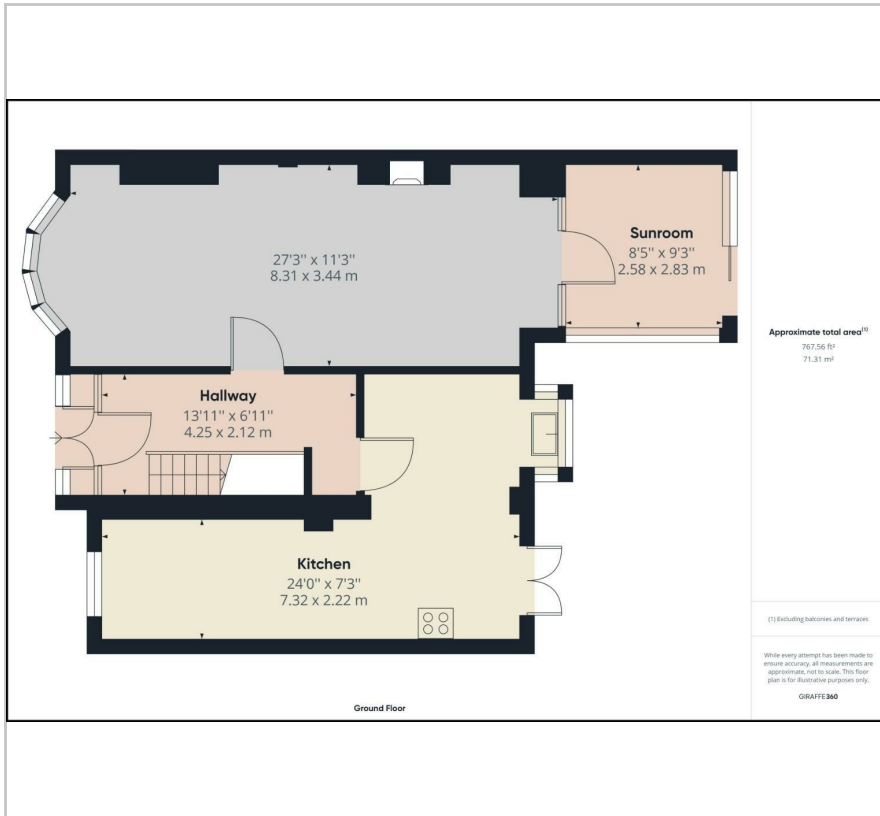 27'3" x 11'3"
8.31 x 3.44 m
Sunroom
8'5" x 9'3"
2.58 x 2.83 m
Hallway
13'11" x 6'11"
4.25 x 2.12 m
Kitchen
24'0" x 7'3"
7.32 x 2.22 m
Ground Floor
Approximate total area(1)
767.56 ft²
71.31 m²
(1) Excluding balconies and terraces
While every attempt has been made to
ensure accuracy, all measurements are
approximate, not to scale. This floor
plan is for illustrative purposes only.
GIRAFFE360